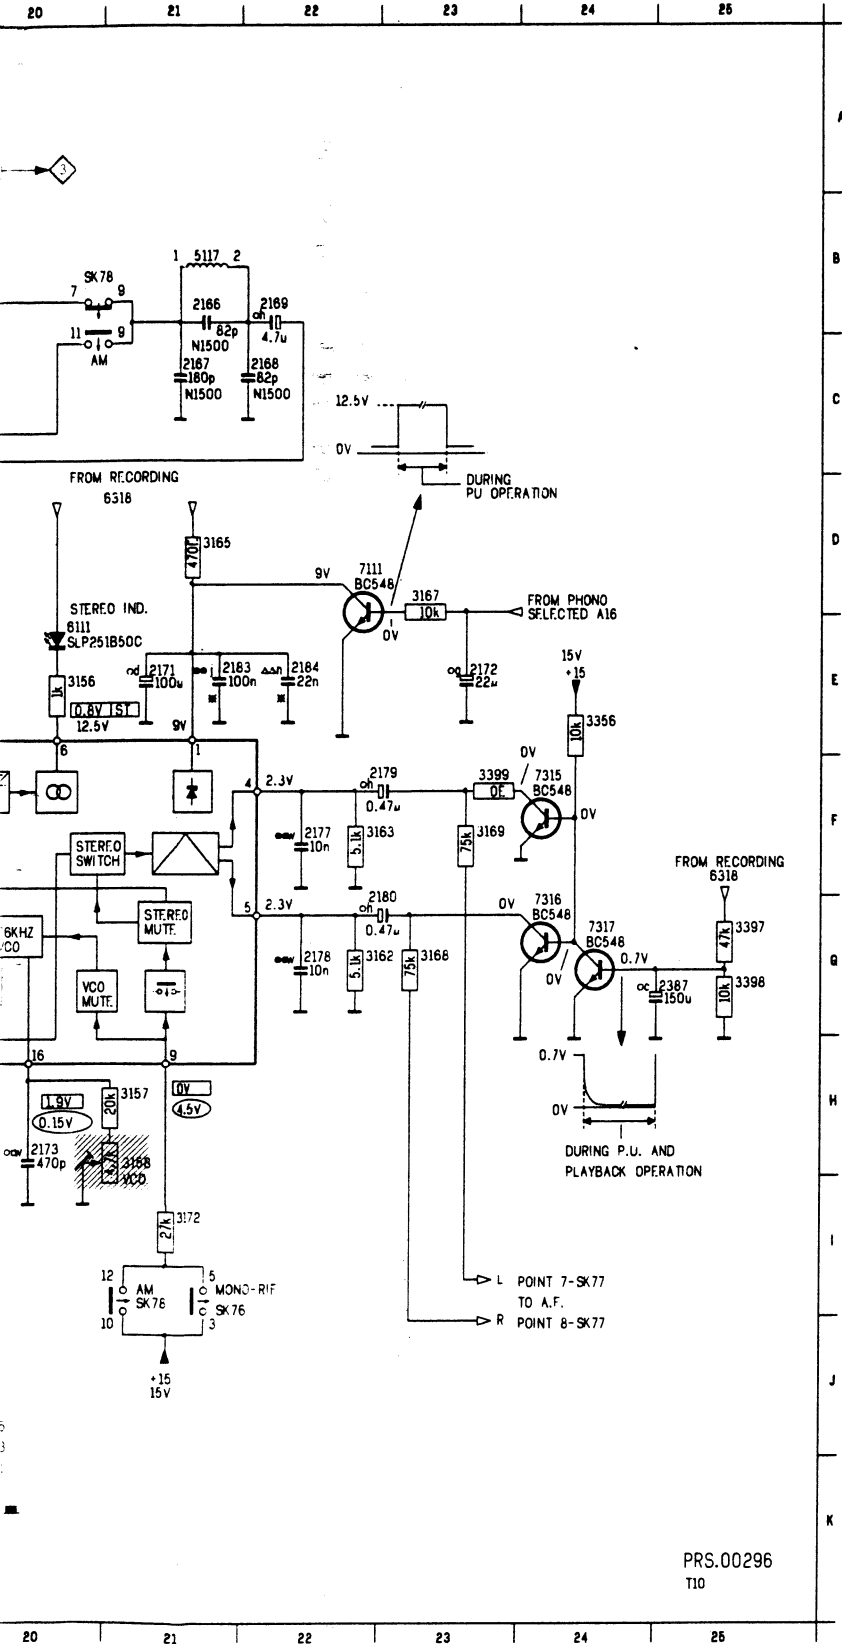 20 21 22 23 24 25
A
3
B
1 5117 2
SK78
7 9
2166
82p
N1500
2169
4.7u
11 9
AM
2167
180p
N1500
2168
82p
N1500
C
12.5V
0V
DURING
PU OPERATION
FROM RECORDING
6318
D
470E 3165
9V
7111
BC548
3167
10k
0V
FROM PHONO
SELECTED A16
STEREO IND.
6111
SLP251B50C
1k 3156
0.8V ST
12.5V
9V
2171
100u
2183
100n
2184
22n
2172
22u
15V
+15
E
10k 3356
6 1
4 2.3V
2179
0.47u
3399
0E
0V
7315
BC548
0V
F
2177
10n
5.1k 3163
75k 3169
STEREO
SWITCH
FROM RECORDING
6318
5 2.3V
2180
0.47u
0V
7316
BC548
7317
BC548
0.7V
0V
47k 3397
10k 3398
G
STEREO
MUTE
6KHZ
CO
VCO
MUTE
2178
10n
5.1k 3162
75k 3168
2387
150u
16 9
0.7V
0V
H
1.9V
0.15V
20k 3157
0V
4.5V
2173
470p
4.7k 3158
VCO
DURING P.U. AND
PLAYBACK OPERATION
27k 3172
I
12 AM
SK78
10
5 MONO-RIF
SK76
3
L POINT 7-SK77
TO A.F.
R POINT 8-SK77
+15
15V
J
K
PRS.00296
T10
20 21 22 23 24 25